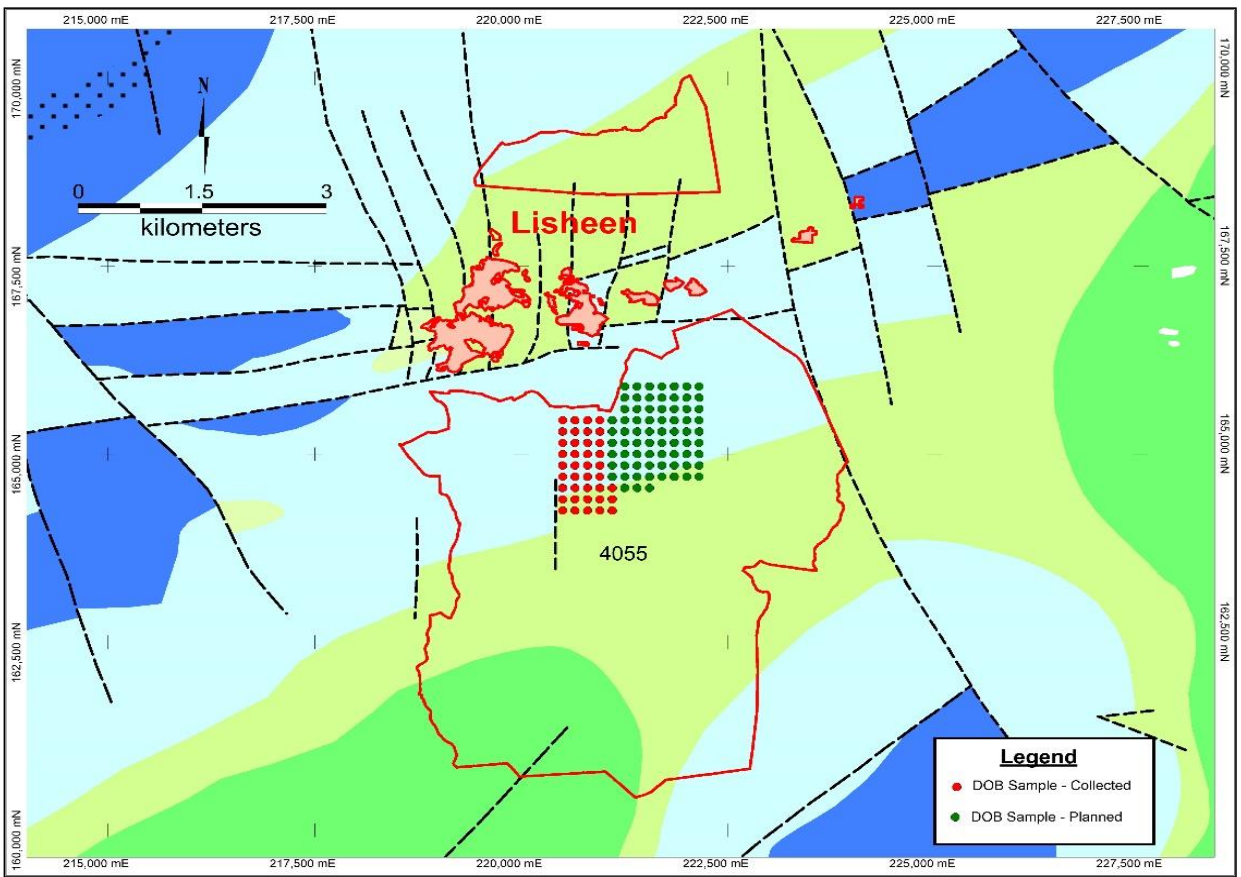 215,000 mE 217,500 mE 220,000 mE 222,500 mE 225,000 mE 227,500 mE
170,000 mN
170,000 mN
N
0 1.5 3
kilometers
Lisheen
167,500 mN
167,500 mN
165,000 mN
165,000 mN
4055
162,500 mN
162,500 mN
Legend
DOB Sample - Collected
DOB Sample - Planned
160,000 mN
160,000 mN
215,000 mE 217,500 mE 220,000 mE 222,500 mE 225,000 mE 227,500 mE